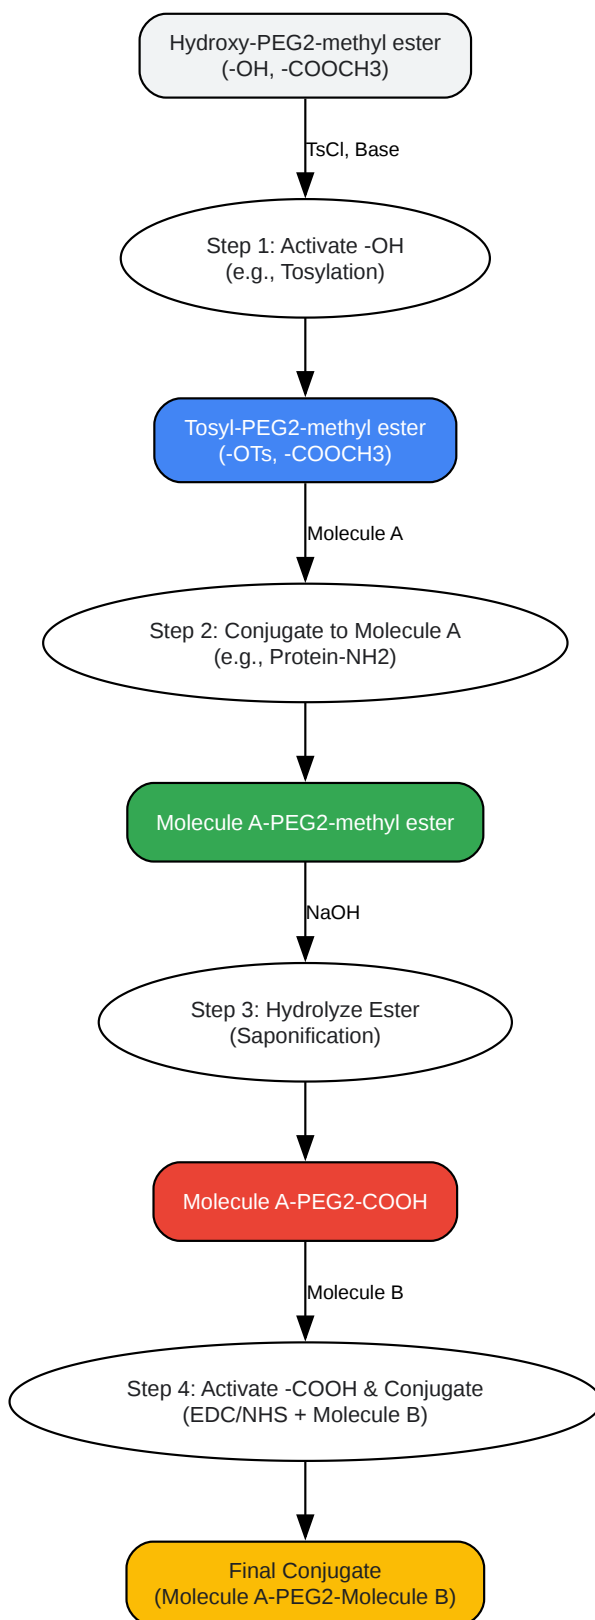 Hydroxy-PEG2-methyl ester
(-OH, -COOCH3)
TsCl, Base
Step 1: Activate -OH
(e.g., Tosylation)
Tosyl-PEG2-methyl ester
(-OTs, -COOCH3)
Molecule A
Step 2: Conjugate to Molecule A
(e.g., Protein-NH2)
Molecule A-PEG2-methyl ester
NaOH
Step 3: Hydrolyze Ester
(Saponification)
Molecule A-PEG2-COOH
Molecule B
Step 4: Activate -COOH & Conjugate
(EDC/NHS + Molecule B)
Final Conjugate
(Molecule A-PEG2-Molecule B)